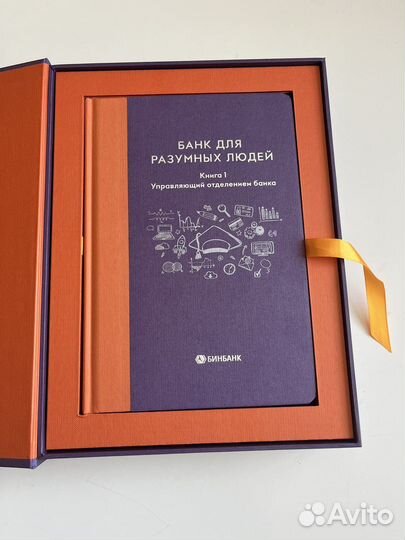 БАНК ДЛЯ
РАЗУМНЫХ ЛЮДЕЙ
Книга 1
Управляющий отделением банка
БИНБАНК
Avito